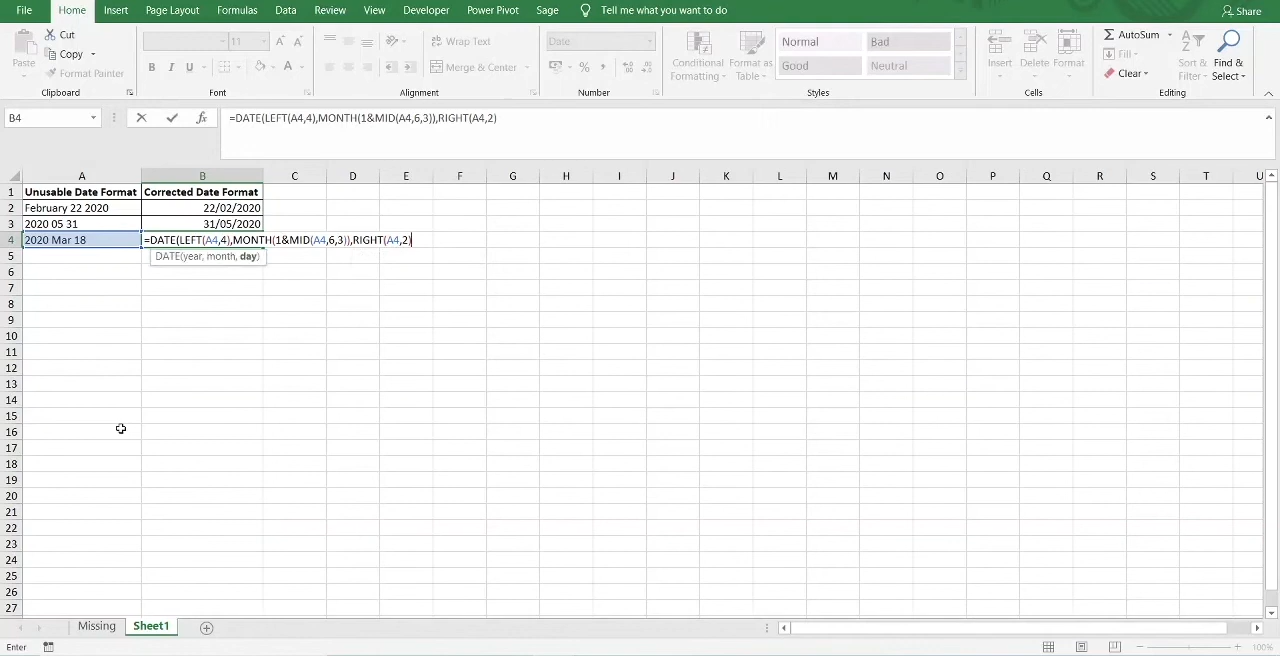 File Home Insert Page Layout Formulas Data Review View Developer Power Pivot Sage Tell me what you want to do Share
Paste
Cut
Copy
Format Painter
Clipboard
11 A A
B I U A
Font
Wrap Text
Merge & Center
Alignment
Date
%
Number
Conditional Formatting
Format as Table
Normal Bad
Good Neutral
Styles
Insert Delete Format
Cells
AutoSum
Fill
Clear
Sort & Filter
Find & Select
Editing
B4 fx =DATE(LEFT(A4,4),MONTH(1&MID(A4,6,3)),RIGHT(A4,2)
A B C D E F G H I J K L M N O P Q R S T U
1 Unusable Date Format Corrected Date Format
2 February 22 2020 22/02/2020
3 2020 05 31 31/05/2020
4 2020 Mar 18 =DATE(LEFT(A4,4),MONTH(1&MID(A4,6,3)),RIGHT(A4,2)
5 DATE(year, month, day)
6
7
8
9
10
11
12
13
14
15
16
17
18
19
20
21
22
23
24
25
26
27
Missing Sheet1
Enter 100%